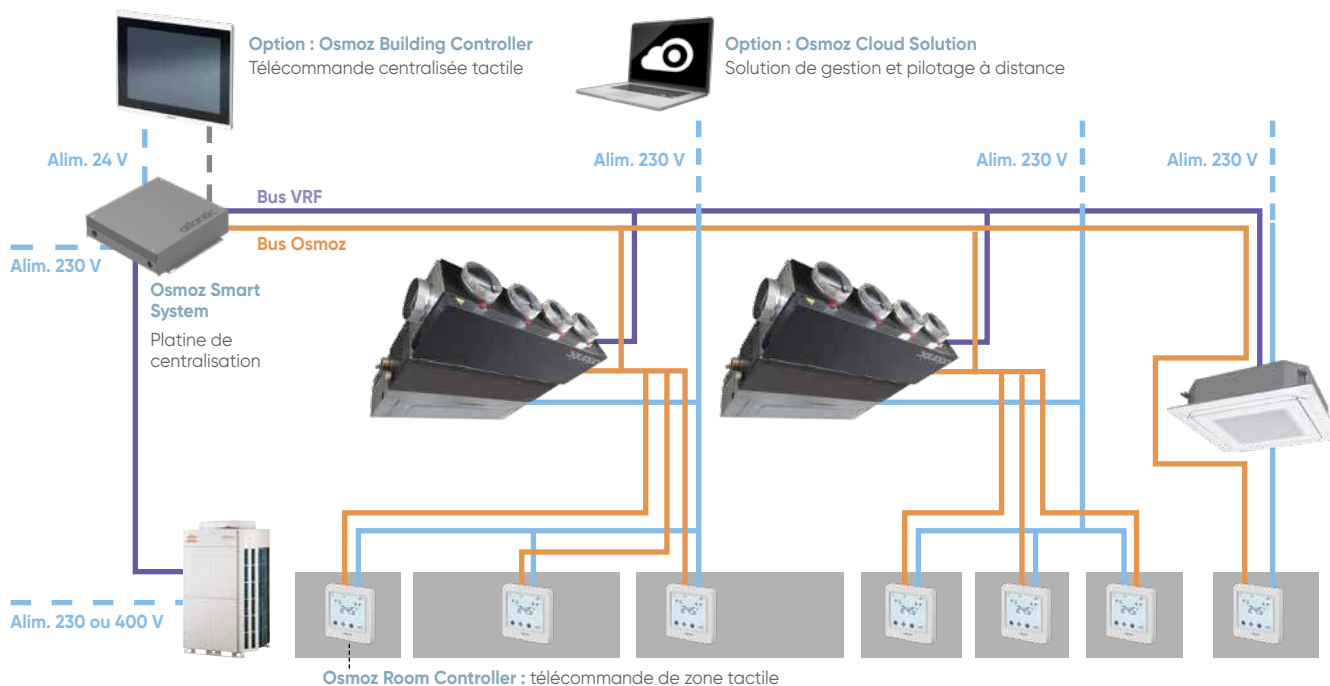 Option : Osmoz Building Controller
Télécommande centralisée tactile
Option : Osmoz Cloud Solution
Solution de gestion et pilotage à distance
Alim. 24 V
Alim. 230 V
Alim. 230 V
Alim. 230 V
Bus VRF
atlantic
Bus Osmoz
Alim. 230 V
Osmoz Smart
System
Platine de
centralisation
Alim. 230 ou 400 V
Osmoz Room Controller : télécommande de zone tactile